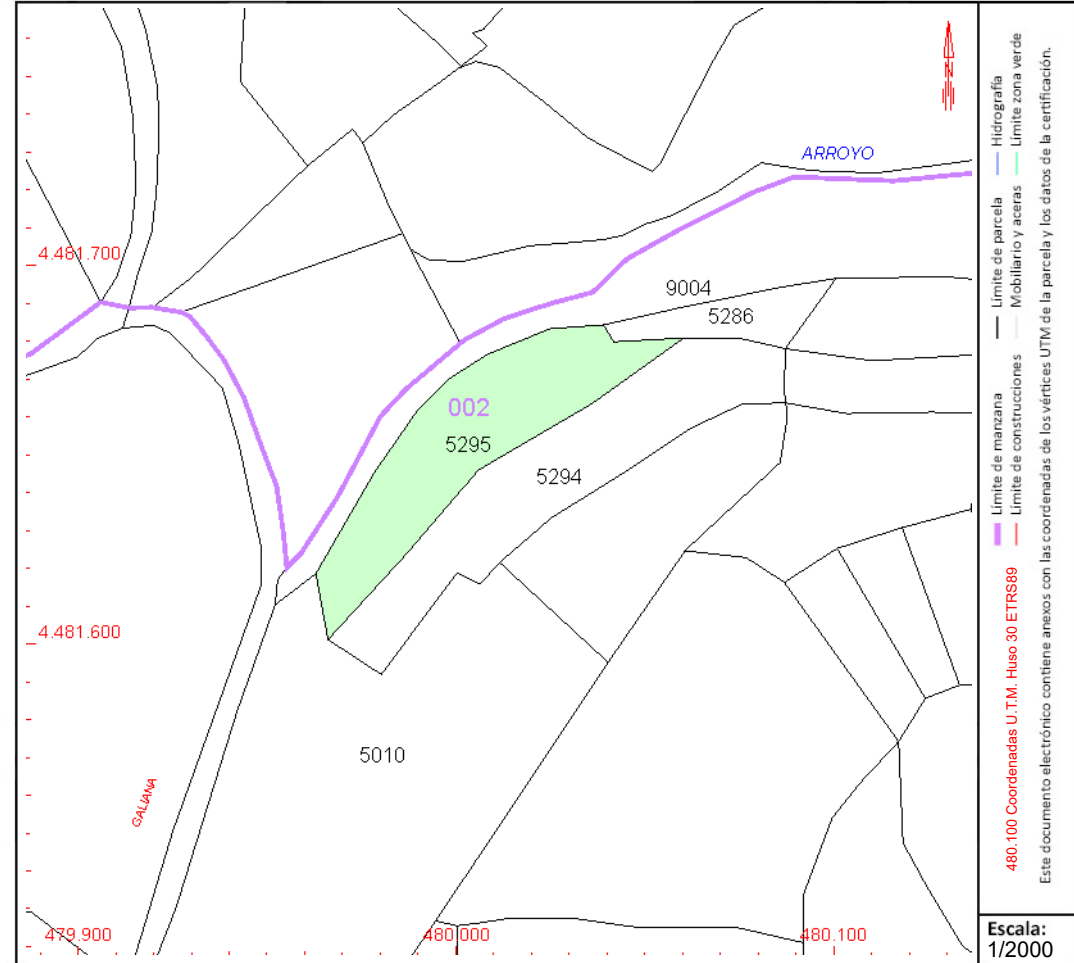 ARROYO
4.481.700
9004
5286
002
5295
5294
4.481.600
5010
GALIANA
479.900
480.000
480.100
N
Límite de manzana
Límite de parcela
Hidrografía
Límite de construcciones
Mobiliario y aceras
Límite zona verde
480.100 Coordenadas U.T.M. Huso 30 ETRS89
Este documento electrónico contiene anexos con las coordenadas de los vértices UTM de la parcela y los datos de la certificación.
Escala:
1/2000